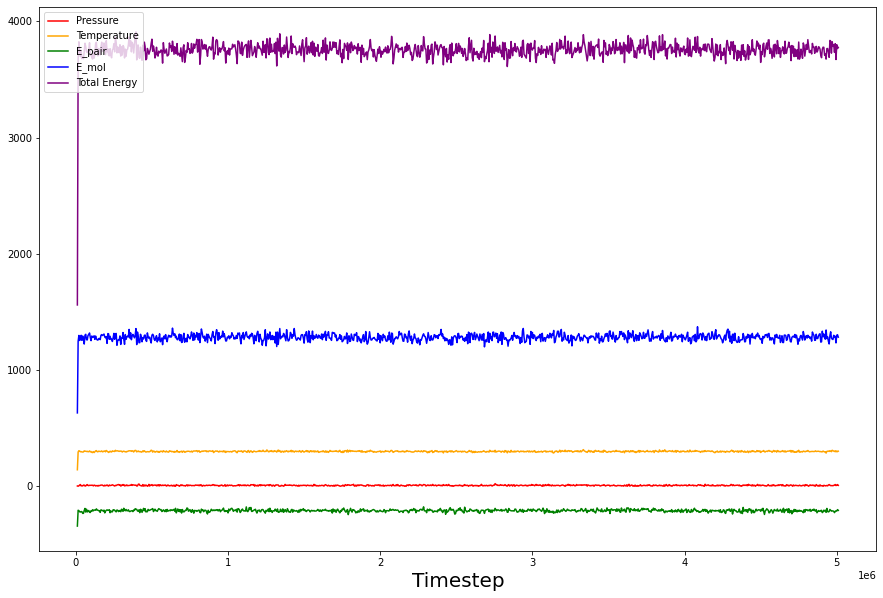 Pressure
Temperature
E_pair
E_mol
Total Energy
4000
3000
2000
1000
0
0
1
2
3
4
5
1e6
Timestep